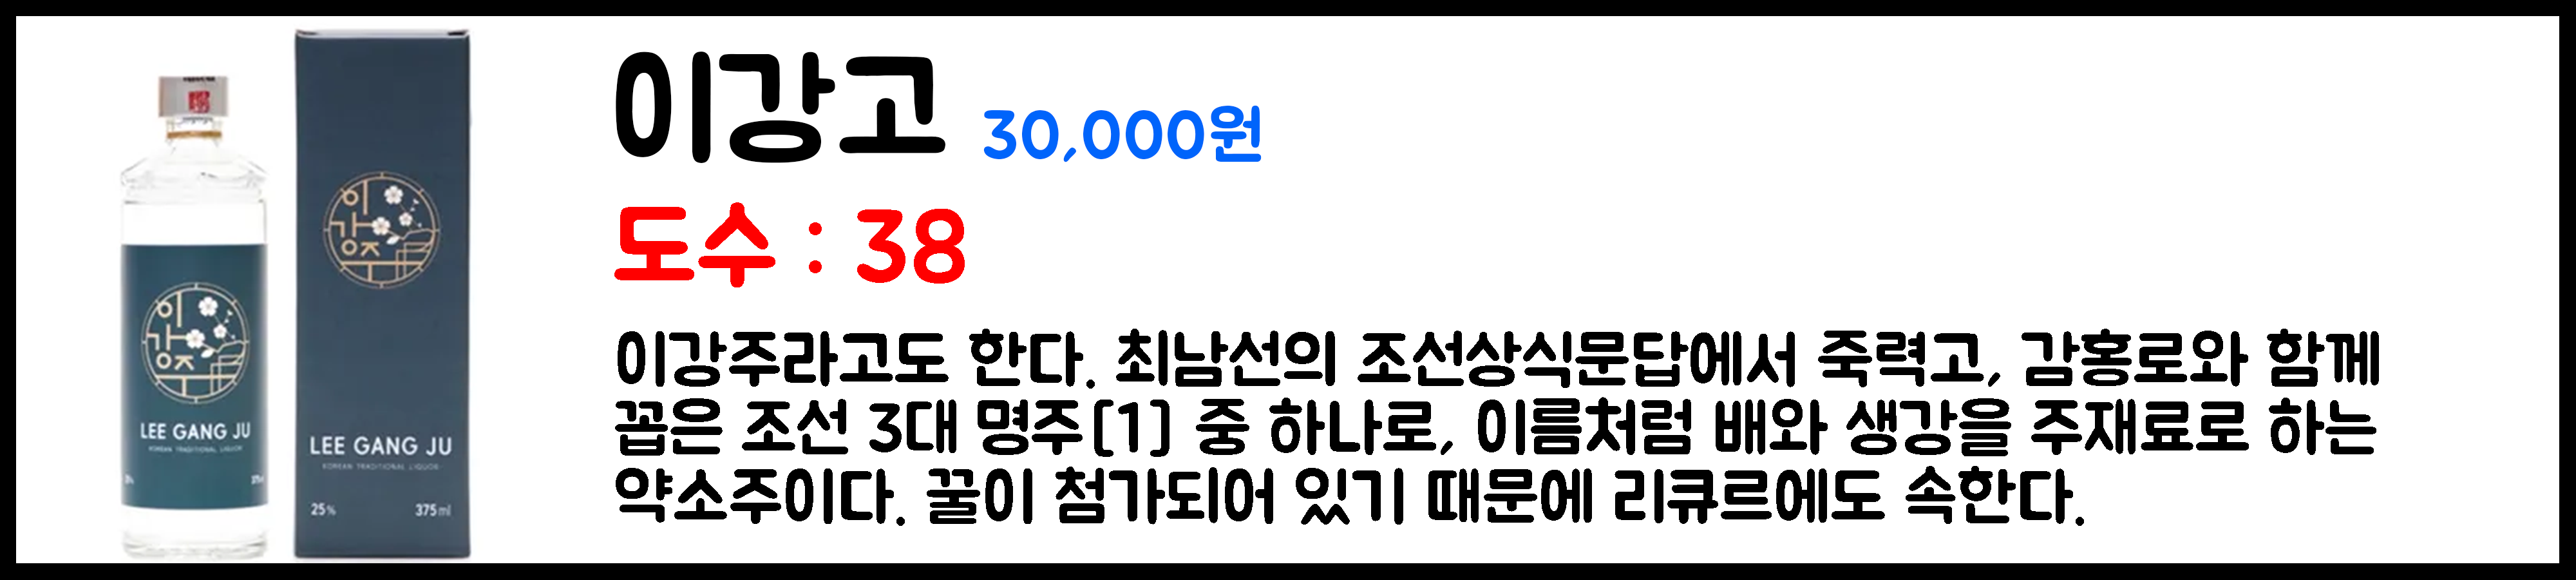 이강고 30,000원
도수 : 38
이강주라고도 한다. 최남선의 조선상식문답에서 죽력고, 감홍로와 함께
꼽은 조선 3대 명주[1] 중 하나로, 이름처럼 배와 생강을 주재료로 하는
약소주이다. 꿀이 첨가되어 있기 때문에 리큐르에도 속한다.
이강주
LEE GANG JU
KOREAN TRADITIONAL LIQUOR
375ml
이강주
LEE GANG JU
KOREAN TRADITIONAL LIQUOR
25% 375ml